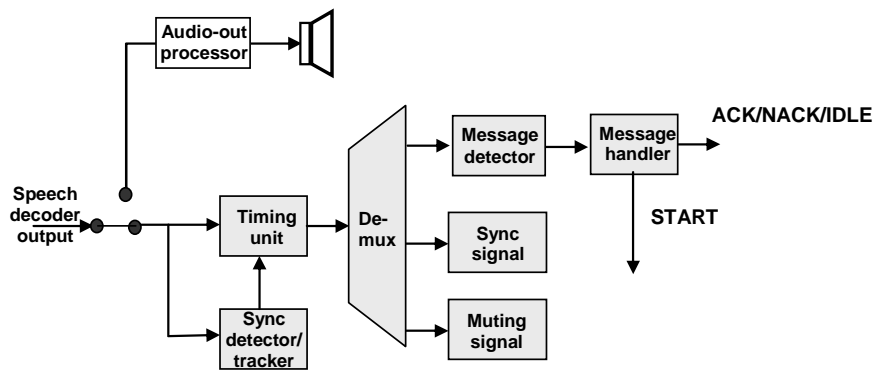 Audio-out
processor
ACK/NACK/IDLE
Message
detector
Message
handler
Speech
decoder
output
Timing
unit
De-
mux
Sync
signal
START
Sync
detector/
tracker
Muting
signal